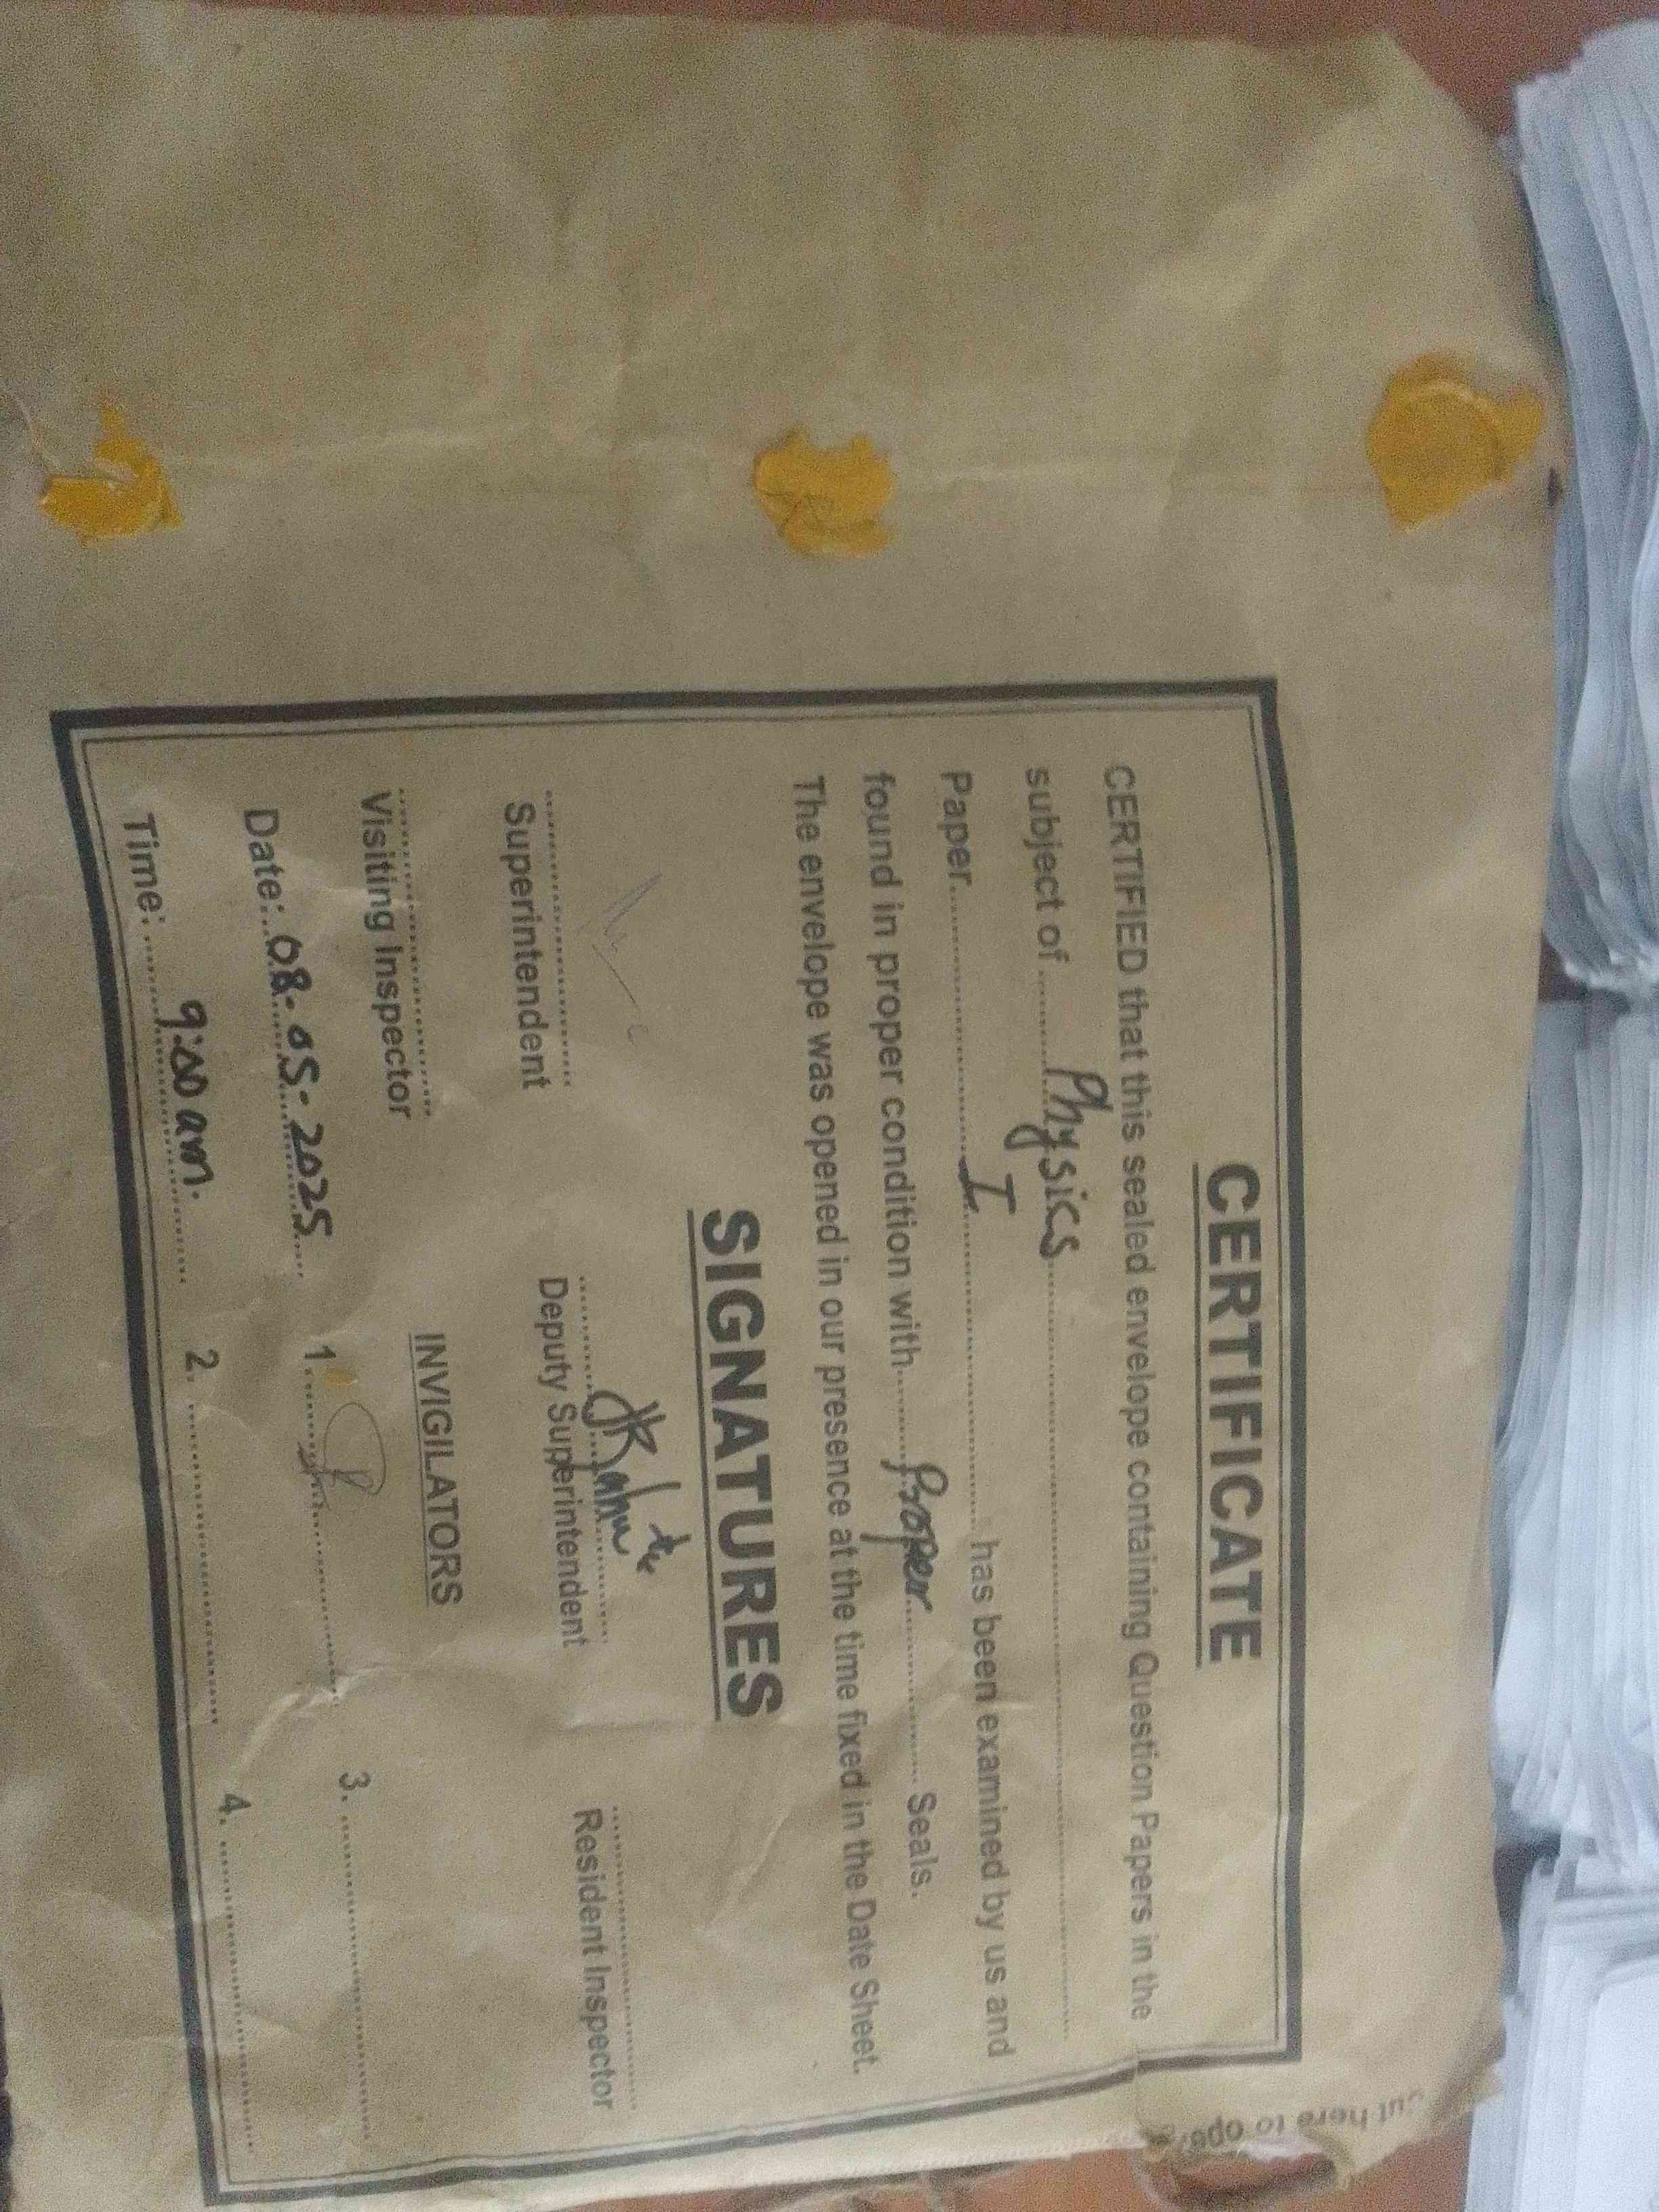 CERTIFICATE
CERTIFIED that this sealed envelope containing Question Papers in the
subject of ........Physics........
Paper........I........ has been examined by us and
found in proper condition with........Proper........ Seals.
The envelope was opened in our presence at the time fixed in the Date Sheet.
SIGNATURES
Superintendent Deputy Superintendent Resident Inspector
Visiting Inspector INVIGILATORS
Date: 08-05-2025 1. 3.
Time: 9:00 am. 2. 4.
ut here to ope